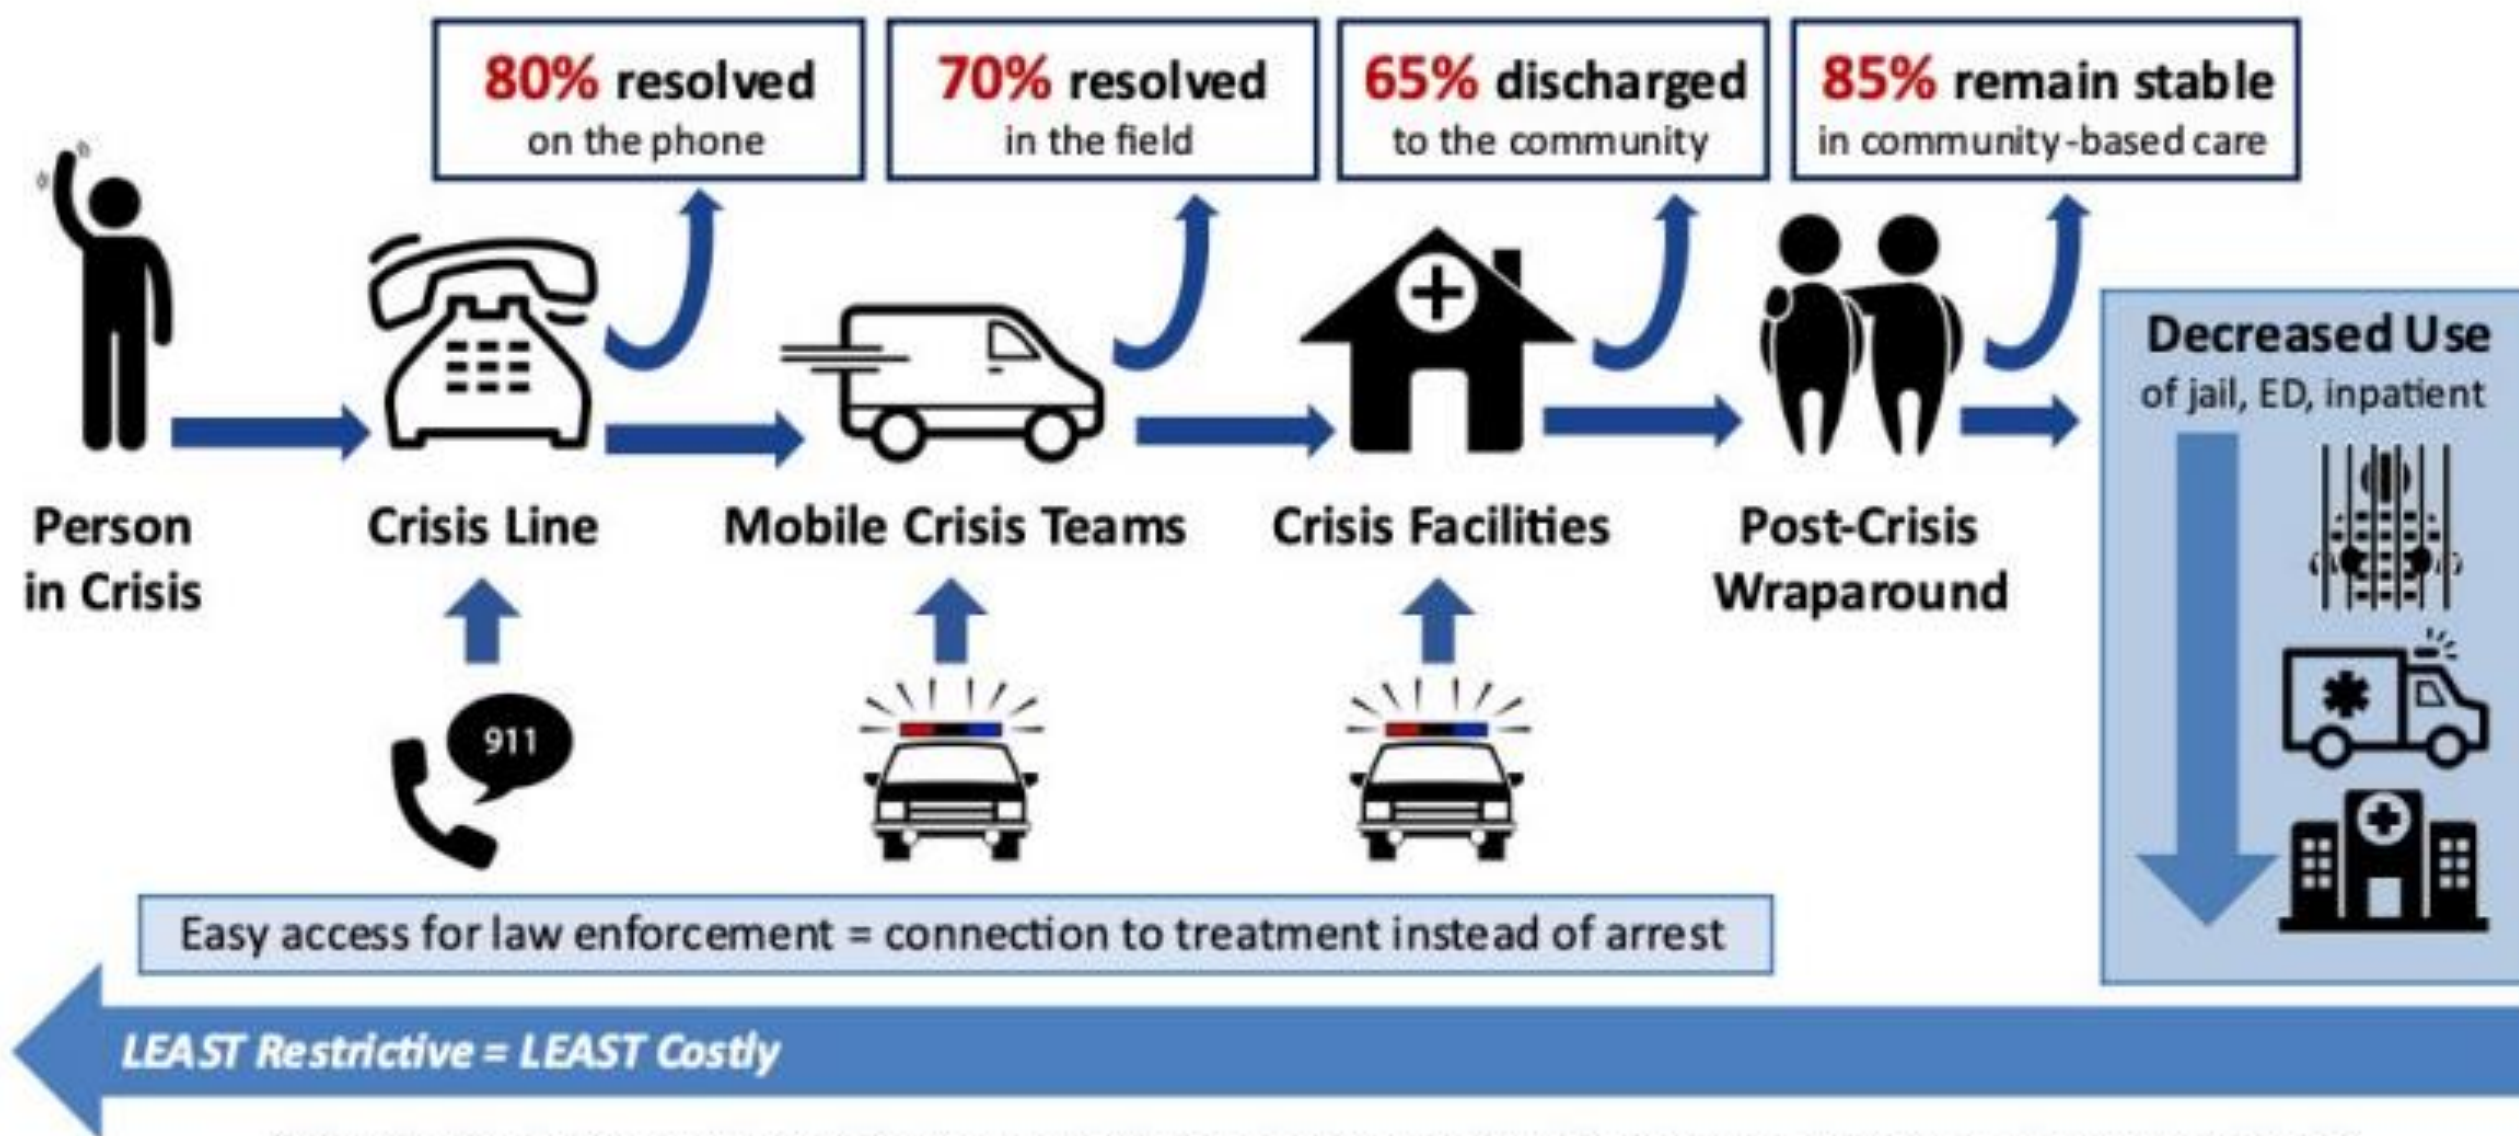 80% resolved
on the phone
70% resolved
in the field
65% discharged
to the community
85% remain stable
in community-based care
Decreased Use
of jail, ED, inpatient
Person
in Crisis
Crisis Line
Mobile Crisis Teams
Crisis Facilities
Post-Crisis
Wraparound
911
Easy access for law enforcement = connection to treatment instead of arrest
LEAST Restrictive = LEAST Costly